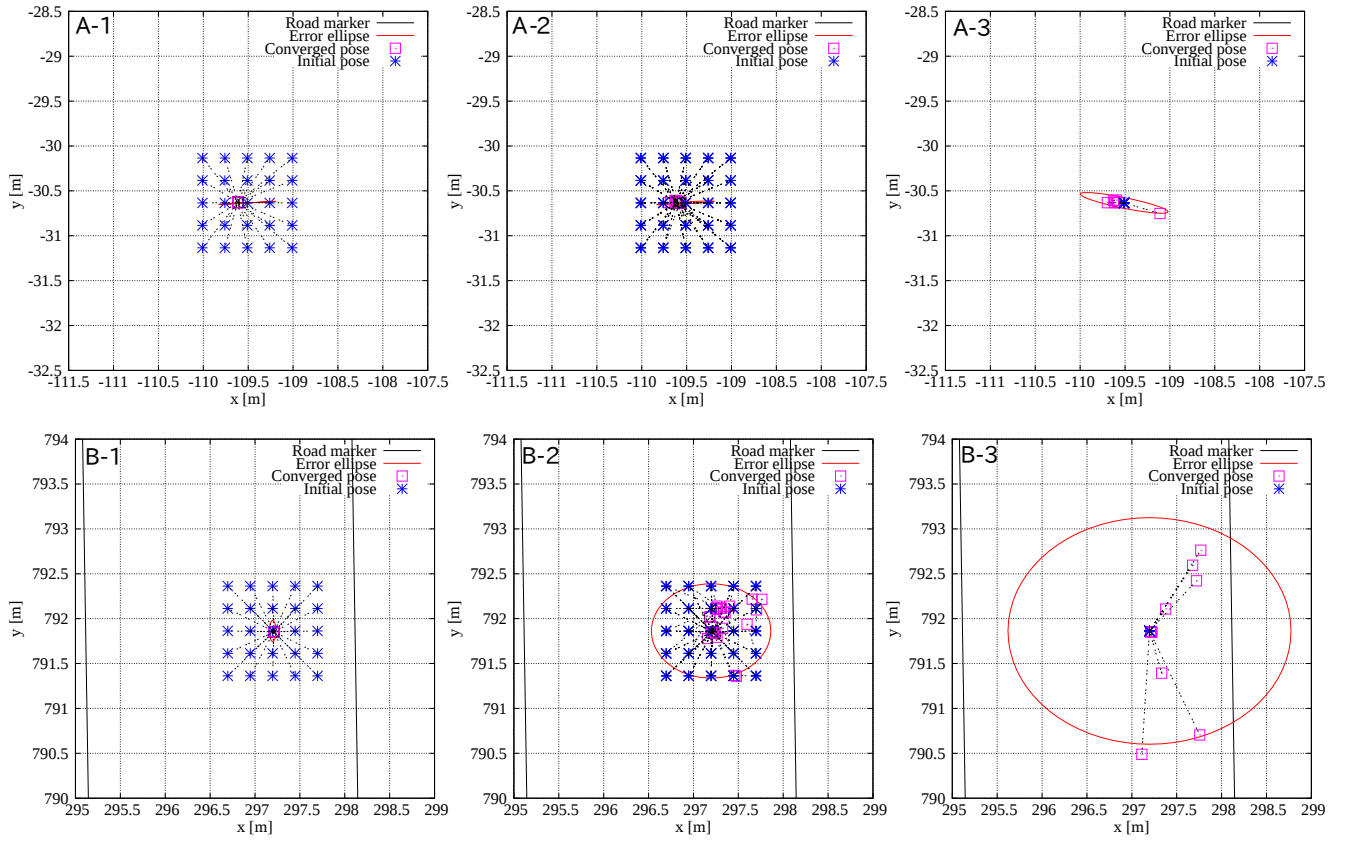 A-1
Road marker
Error ellipse
Converged pose
Initial pose
-28.5
-29
-29.5
-30
-30.5
-31
-31.5
-32
-32.5
y [m]
-111.5 -111 -110.5 -110 -109.5 -109 -108.5 -108 -107.5
x [m]
A-2
Road marker
Error ellipse
Converged pose
Initial pose
-28.5
-29
-29.5
-30
-30.5
-31
-31.5
-32
-32.5
y [m]
-111.5 -111 -110.5 -110 -109.5 -109 -108.5 -108 -107.5
x [m]
A-3
Road marker
Error ellipse
Converged pose
Initial pose
-28.5
-29
-29.5
-30
-30.5
-31
-31.5
-32
-32.5
y [m]
-111.5 -111 -110.5 -110 -109.5 -109 -108.5 -108 -107.5
x [m]
B-1
Road marker
Error ellipse
Converged pose
Initial pose
794
793.5
793
792.5
792
791.5
791
790.5
790
y [m]
295 295.5 296 296.5 297 297.5 298 298.5 299
x [m]
B-2
Road marker
Error ellipse
Converged pose
Initial pose
794
793.5
793
792.5
792
791.5
791
790.5
790
y [m]
295 295.5 296 296.5 297 297.5 298 298.5 299
x [m]
B-3
Road marker
Error ellipse
Converged pose
Initial pose
794
793.5
793
792.5
792
791.5
791
790.5
790
y [m]
295 295.5 296 296.5 297 297.5 298 298.5 299
x [m]